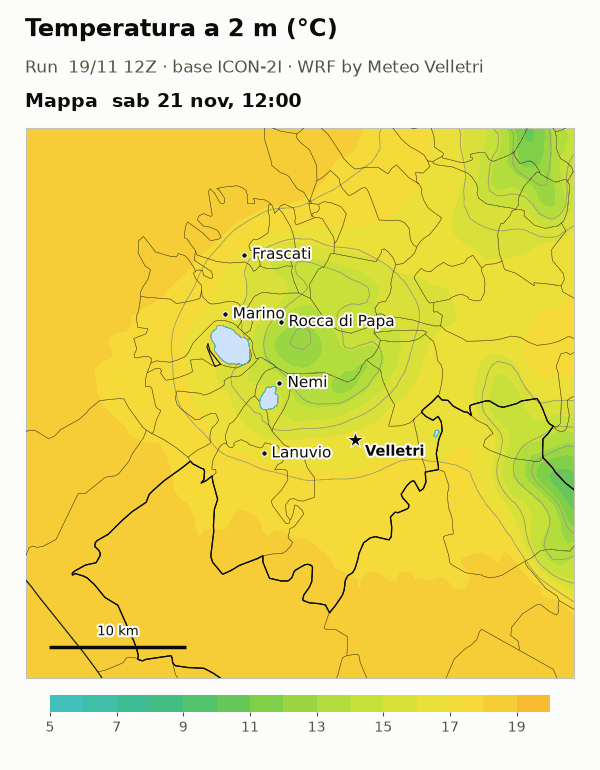 Temperatura a 2 m (°C)
Run  19/11 12Z · base ICON-2I · WRF by Meteo Velletri
Mappa  sab 21 nov, 12:00
Frascati
Marino
Rocca di Papa
Nemi
Velletri
Lanuvio
10 km
5 7 9 11 13 15 17 19